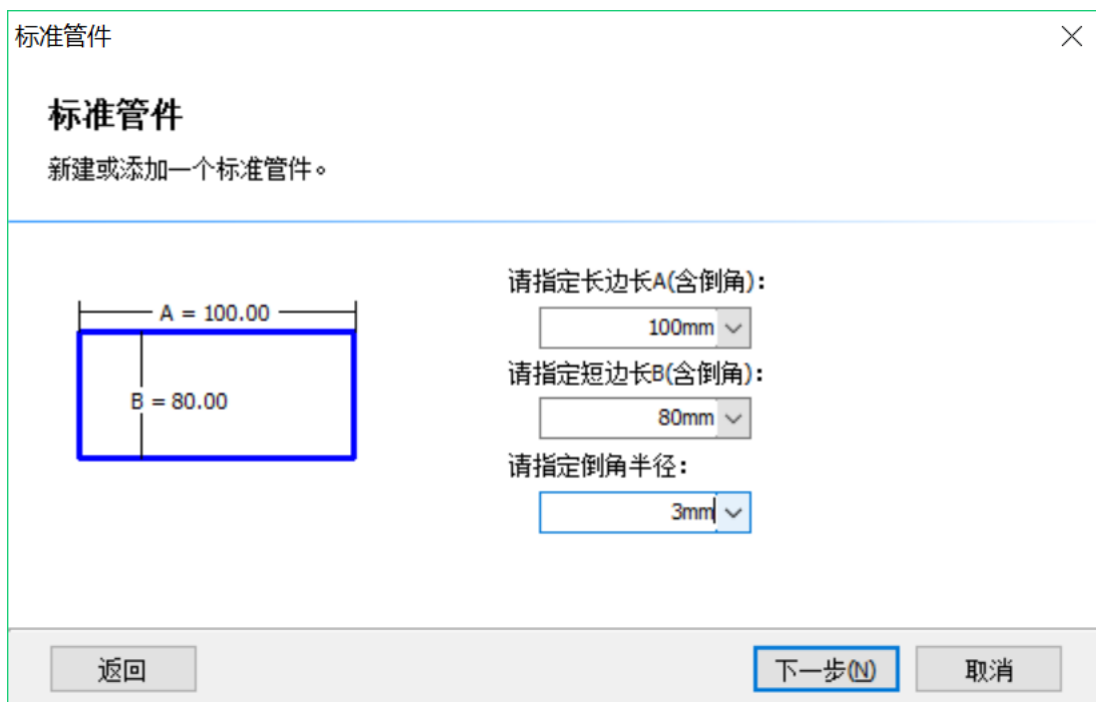 标准管件
标准管件
新建或添加一个标准管件。
A = 100.00
B = 80.00
请指定长边长A(含倒角):
100mm
请指定短边长B(含倒角):
80mm
请指定倒角半径:
3mm
返回
下一步(N)
取消